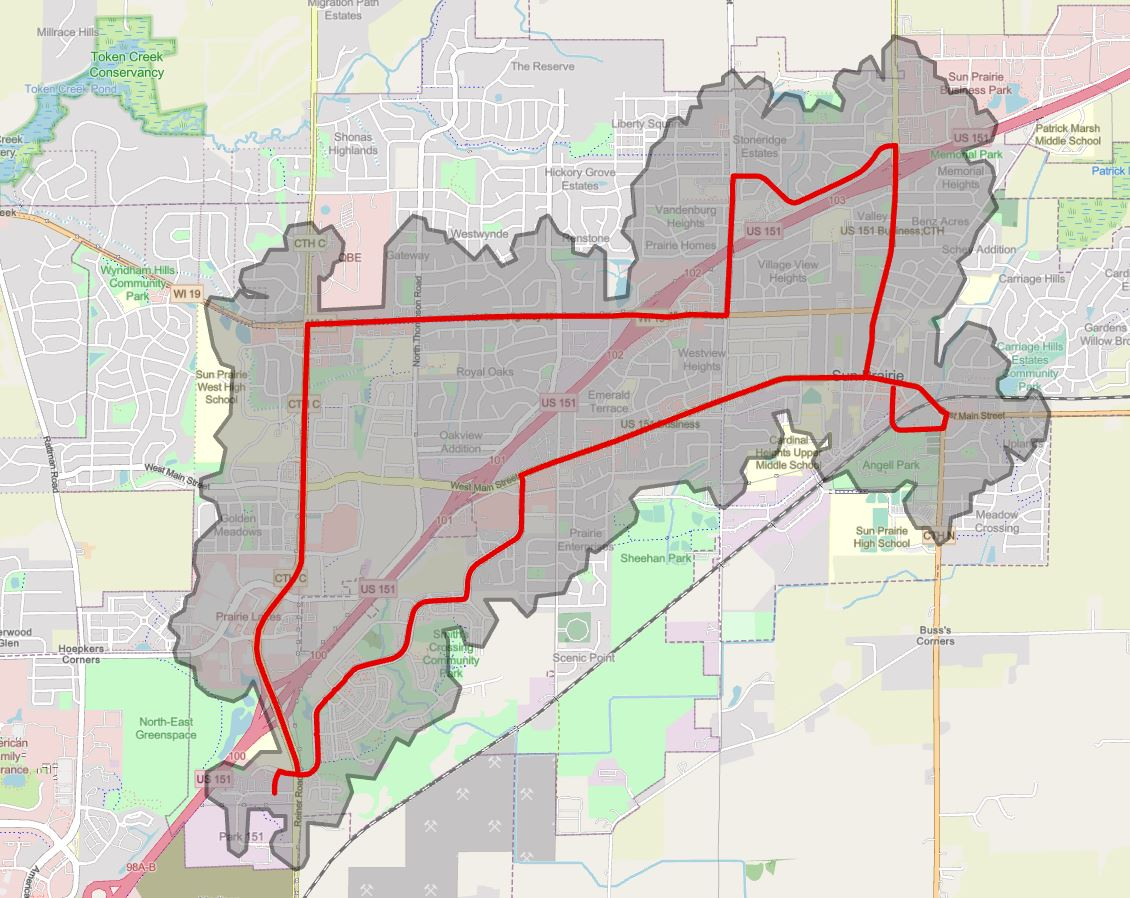 Migration Path
Estates
Millrace Hills
Token Creek
Conservancy
Token Creek Pond
The Reserve
Sun Prairie
Business Park
Shonas
Highlands
Liberty Square
Stoneridge
Estates
US 151
Patrick Marsh
Middle School
Memorial Park
Memorial
Heights
Hickory Grove
Estates
103
Vandenburg
Heights
Valley
Benz Acres
US 151 Business;CTH
US 151
Westwynde
CTH C
Prairie Homes
Gateway
Village View
Heights
102
Wyndham Hills
Community
Park
WI 19
North Thompson Road
Carriage Hills
Westview
Heights
102
Royal Oaks
Sun Prairie
Sun Prairie
West High
School
CTH C
US 151
Emerald
Terrace
US 151 Business
Carriage Hills
Estates
Community
Park
Main Street
Rattman Road
Oakview
Addition
101
West Main Street
West Main Street
Cardinal
Heights Upper
Middle School
Angell Park
Golden
Meadows
101
Prairie
Enterprises
Sheehan Park
Sun Prairie
High School
Meadow
Crossing
CTH N
CTH C
US 151
Prairie Lakes
Buss's
Corners
Hoepkers
Corners
100
Smith's
Crossing
Community
Park
Scenic Point
North-East
Greenspace
100
US 151
Reiner Road
Park 151
98A-B